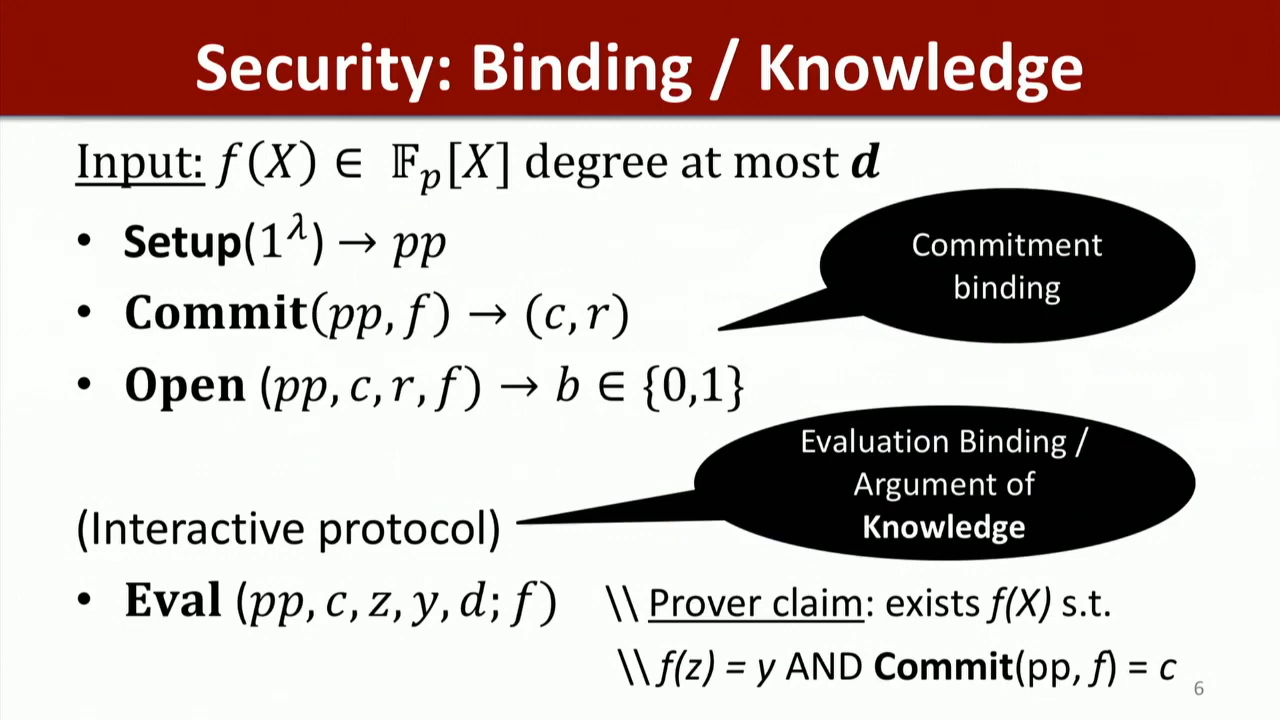 Security: Binding / Knowledge
Input: f(X) ∈ 𝔽ₚ[X] degree at most d
• Setup(1^λ) → pp
• Commit(pp, f) → (c, r)
• Open (pp, c, r, f) → b ∈ {0,1}
Commitment
binding
Evaluation Binding /
Argument of
Knowledge
(Interactive protocol)
• Eval (pp, c, z, y, d; f) \\ Prover claim: exists f(X) s.t.
\\ f(z) = y AND Commit(pp, f) = c
6